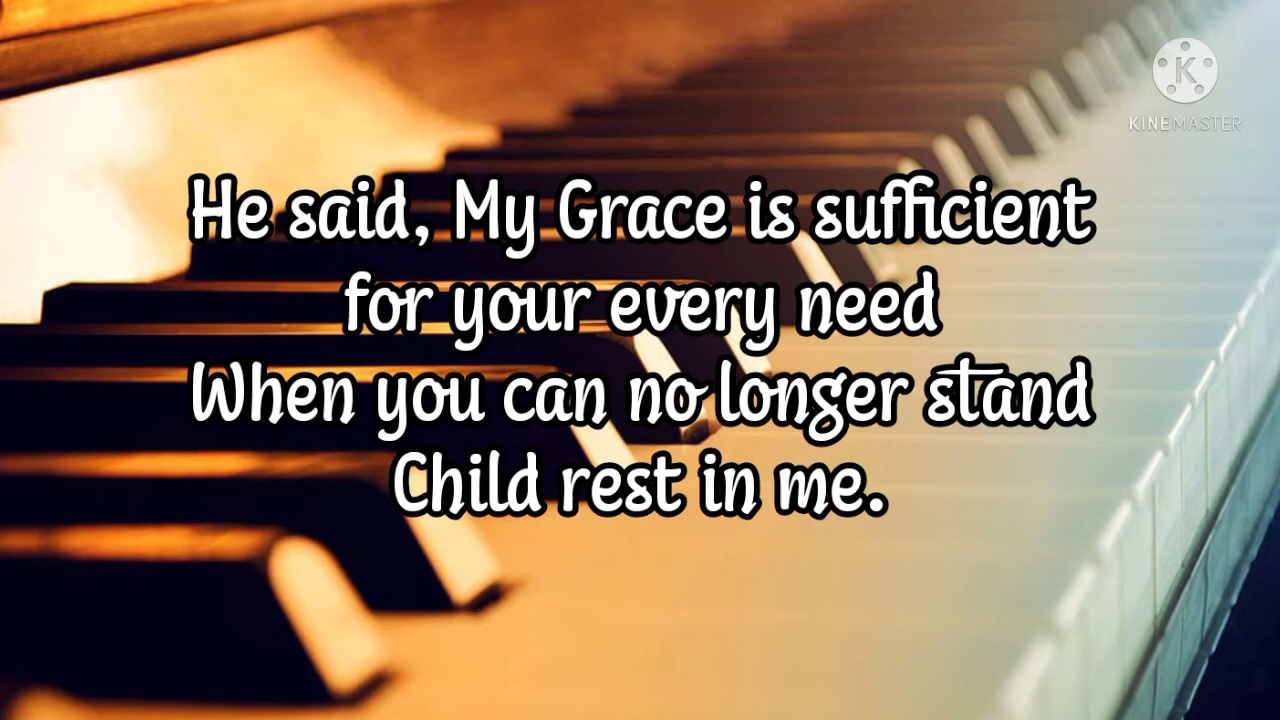 K
KINEMASTER
He said, My Grace is sufficient
for your every need
When you can no longer stand
Child rest in me.